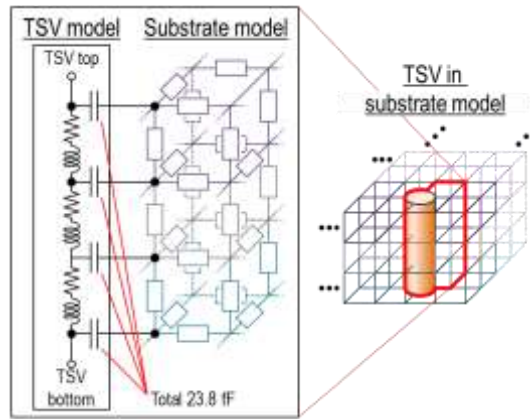 TSV model
Substrate model
TSV top
TSV
bottom
Total 23.8 fF
TSV in
substrate model